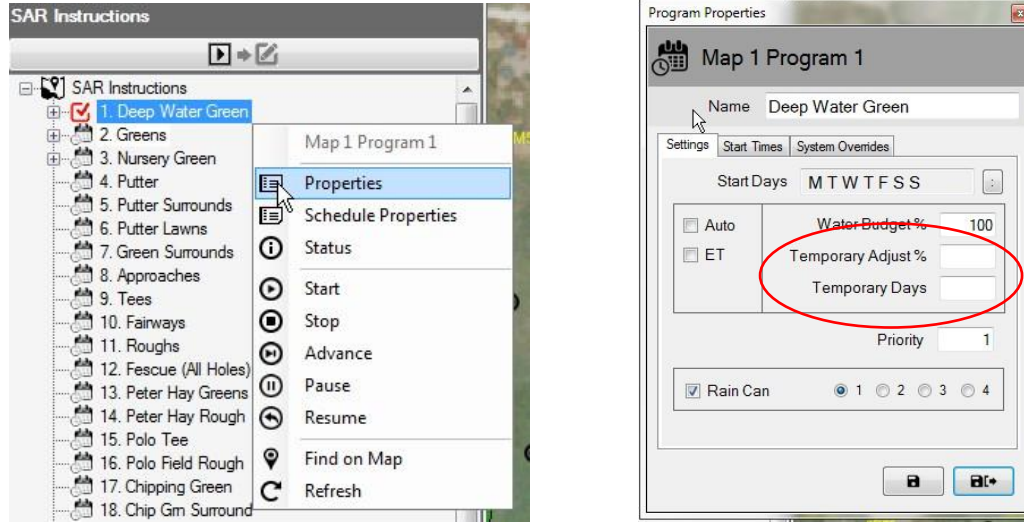 SAR Instructions
SAR Instructions
1. Deep Water Green
2. Greens
3. Nursery Green
4. Putter
5. Putter Surrounds
6. Putter Lawns
7. Green Surrounds
8. Approaches
9. Tees
10. Fairways
11. Roughs
12. Fescue (All Holes)
13. Peter Hay Greens
14. Peter Hay Rough
15. Polo Tee
16. Polo Field Rough
17. Chipping Green
18. Chip Grn Surround
Map 1 Program 1
Properties
Schedule Properties
Status
Start
Stop
Advance
Pause
Resume
Find on Map
Refresh
Program Properties
Map 1 Program 1
Name Deep Water Green
Settings Start Times System Overrides
Start Days M T W T F S S :
Auto Water Budget % 100
ET Temporary Adjust %
Temporary Days
Priority 1
Rain Can 1 2 3 4